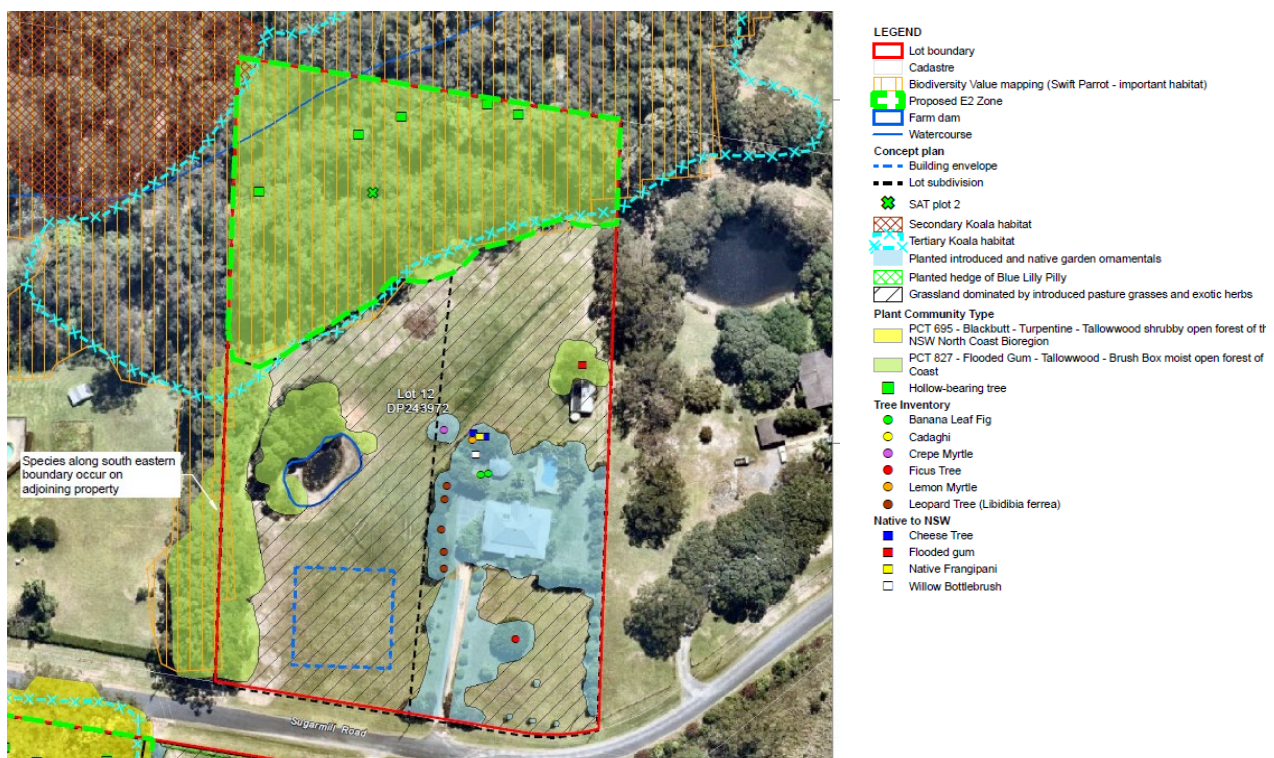 Lot 12
DP243972
Species along south eastern
boundary occur on
adjoining property
Sugarmill Road
LEGEND
Lot boundary
Cadastre
Biodiversity Value mapping (Swift Parrot - important habitat)
Proposed E2 Zone
Farm dam
Watercourse
Concept plan
Building envelope
Lot subdivision
SAT plot 2
Secondary Koala habitat
Tertiary Koala habitat
Planted introduced and native garden ornamentals
Planted hedge of Blue Lilly Pilly
Grassland dominated by introduced pasture grasses and exotic herbs
Plant Community Type
PCT 695 - Blackbutt - Turpentine - Tallowwood shrubby open forest of th
NSW North Coast Bioregion
PCT 827 - Flooded Gum - Tallowwood - Brush Box moist open forest of
Coast
Hollow-bearing tree
Tree Inventory
Banana Leaf Fig
Cadaghi
Crepe Myrtle
Ficus Tree
Lemon Myrtle
Leopard Tree (Libidibia ferrea)
Native to NSW
Cheese Tree
Flooded gum
Native Frangipani
Willow Bottlebrush